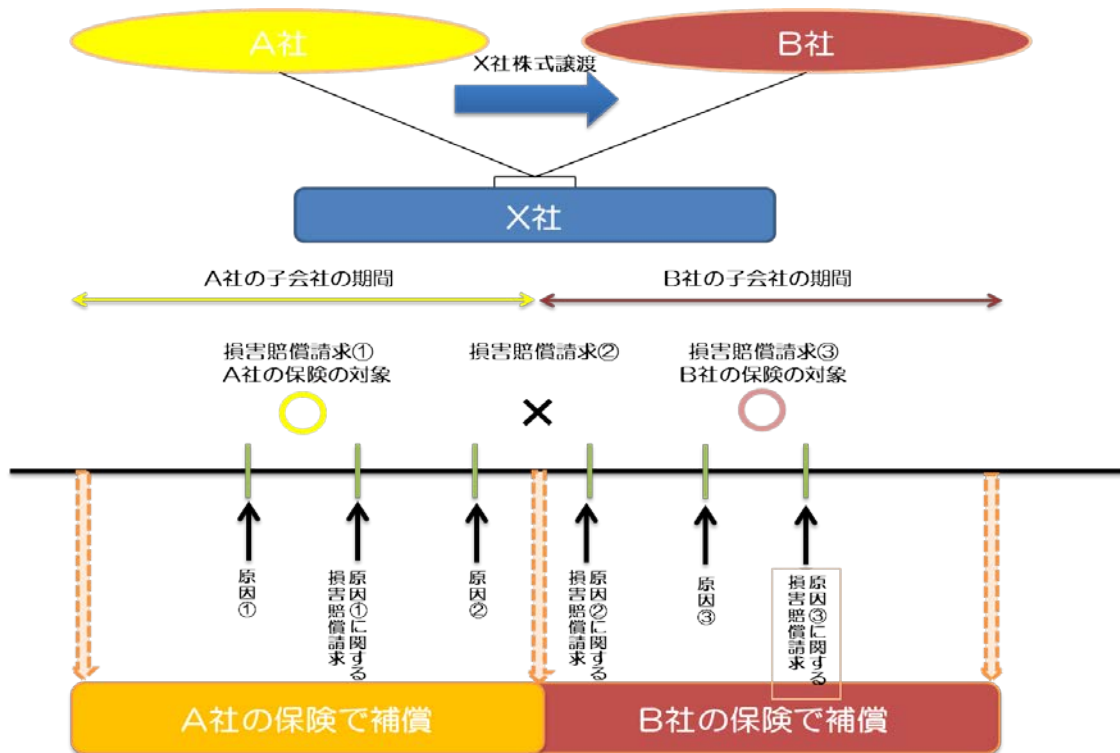 A社
B社
X社株式譲渡
X社
A社の子会社の期間
B社の子会社の期間
損害賠償請求①
A社の保険の対象
損害賠償請求②
損害賠償請求③
B社の保険の対象
×
原因①
原因①に関する
損害賠償請求
原因②
原因②に関する
損害賠償請求
原因③
原因③に関する
損害賠償請求
A社の保険で補償
B社の保険で補償